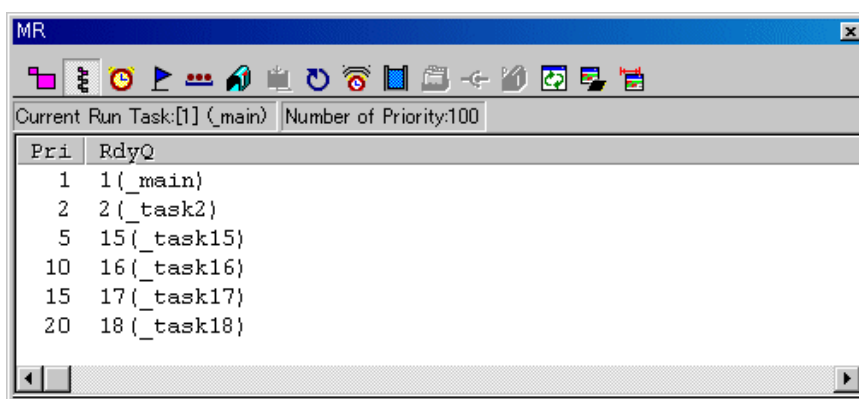 MR
Current Run Task:[1] (_main) Number of Priority:100
Pri RdyQ
1 1(_main)
2 2(_task2)
5 15(_task15)
10 16(_task16)
15 17(_task17)
20 18(_task18)